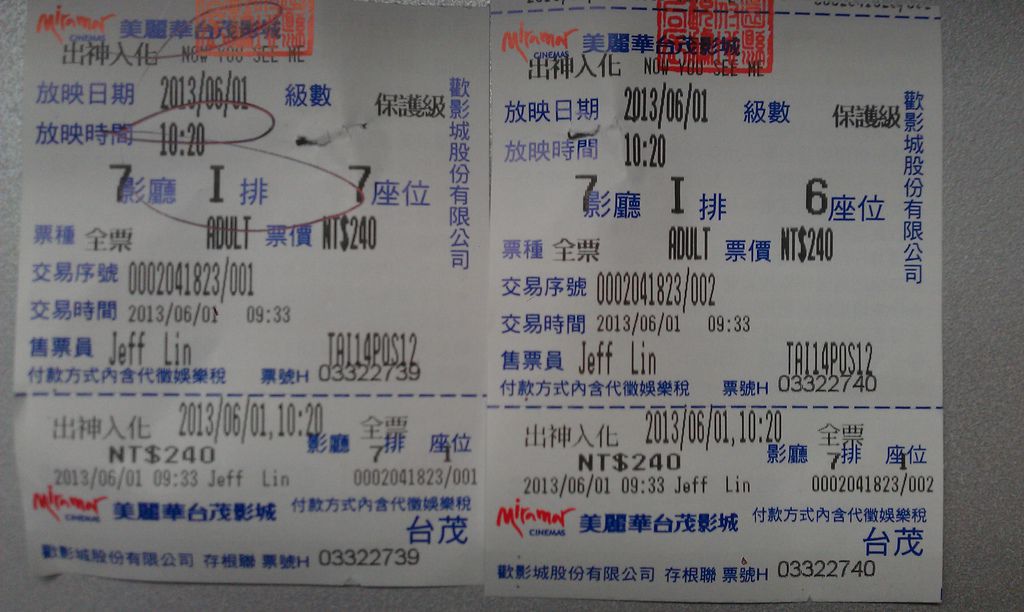 Miramar CINEMAS 美麗華台茂影城
出神入化 NOW YOU SEE ME
放映日期 2013/06/01 級數 保護級
放映時間 10:20
7 影廳 I 排 7 座位
票種 全票 ADULT 票價 NT$240
交易序號 0002041823/001
交易時間 2013/06/01 09:33
售票員 Jeff Lin TAI14POS12
付款方式內含代徵娛樂稅 票號H 03322739
歡影城股份有限公司
出神入化 2013/06/01,10:20 全票
NT$240 影廳 7 排 座位 1
2013/06/01 09:33 Jeff Lin 0002041823/001
Miramar CINEMAS 美麗華台茂影城 付款方式內含代徵娛樂稅
台茂
歡影城股份有限公司 存根聯 票號H 03322739
Miramar CINEMAS 美麗華台茂影城
出神入化 NOW YOU SEE ME
放映日期 2013/06/01 級數 保護級
放映時間 10:20
7 影廳 I 排 6 座位
票種 全票 ADULT 票價 NT$240
交易序號 0002041823/002
交易時間 2013/06/01 09:33
售票員 Jeff Lin TAI14POS12
付款方式內含代徵娛樂稅 票號H 03322740
歡影城股份有限公司
出神入化 2013/06/01,10:20 全票
NT$240 影廳 7 排 座位 1
2013/06/01 09:33 Jeff Lin 0002041823/002
Miramar CINEMAS 美麗華台茂影城 付款方式內含代徵娛樂稅
台茂
歡影城股份有限公司 存根聯 票號H 03322740